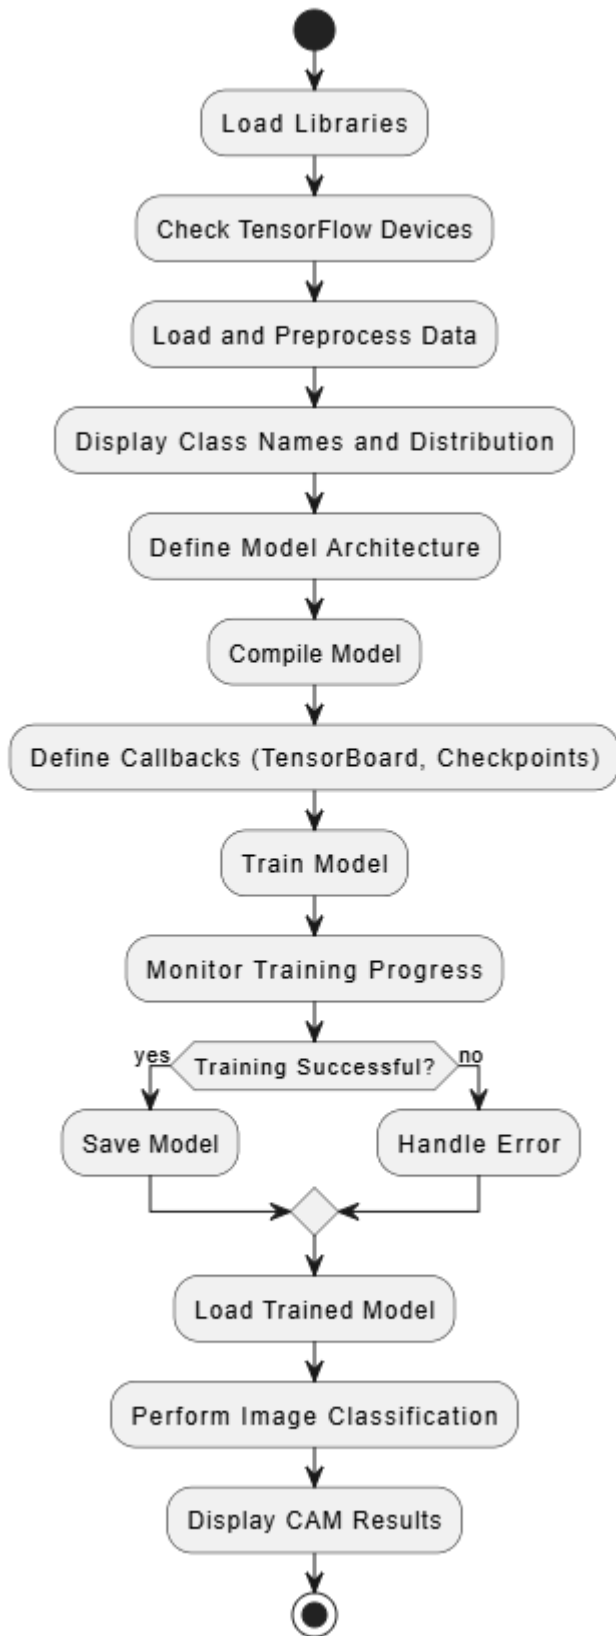 Load Libraries
Check TensorFlow Devices
Load and Preprocess Data
Display Class Names and Distribution
Define Model Architecture
Compile Model
Define Callbacks (TensorBoard, Checkpoints)
Train Model
Monitor Training Progress
yes
Training Successful?
no
Save Model
Handle Error
Load Trained Model
Perform Image Classification
Display CAM Results